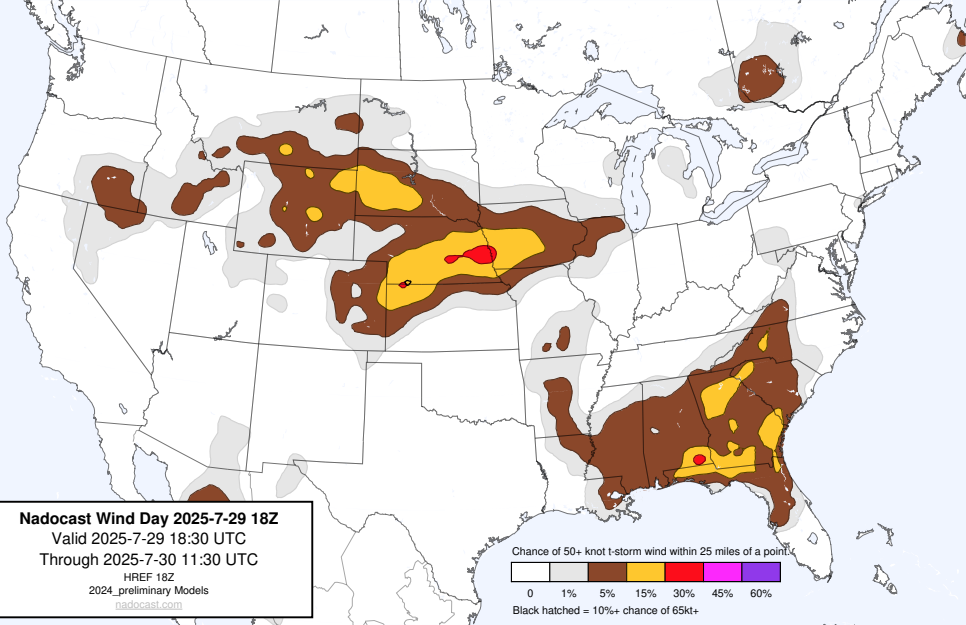 Nadocast Wind Day 2025-7-29 18Z
Valid 2025-7-29 18:30 UTC
Through 2025-7-30 11:30 UTC
HREF 18Z
2024_preliminary Models
nadocast.com
Chance of 50+ knot t-storm wind within 25 miles of a point.
0 1% 5% 15% 30% 45% 60%
Black hatched = 10%+ chance of 65kt+